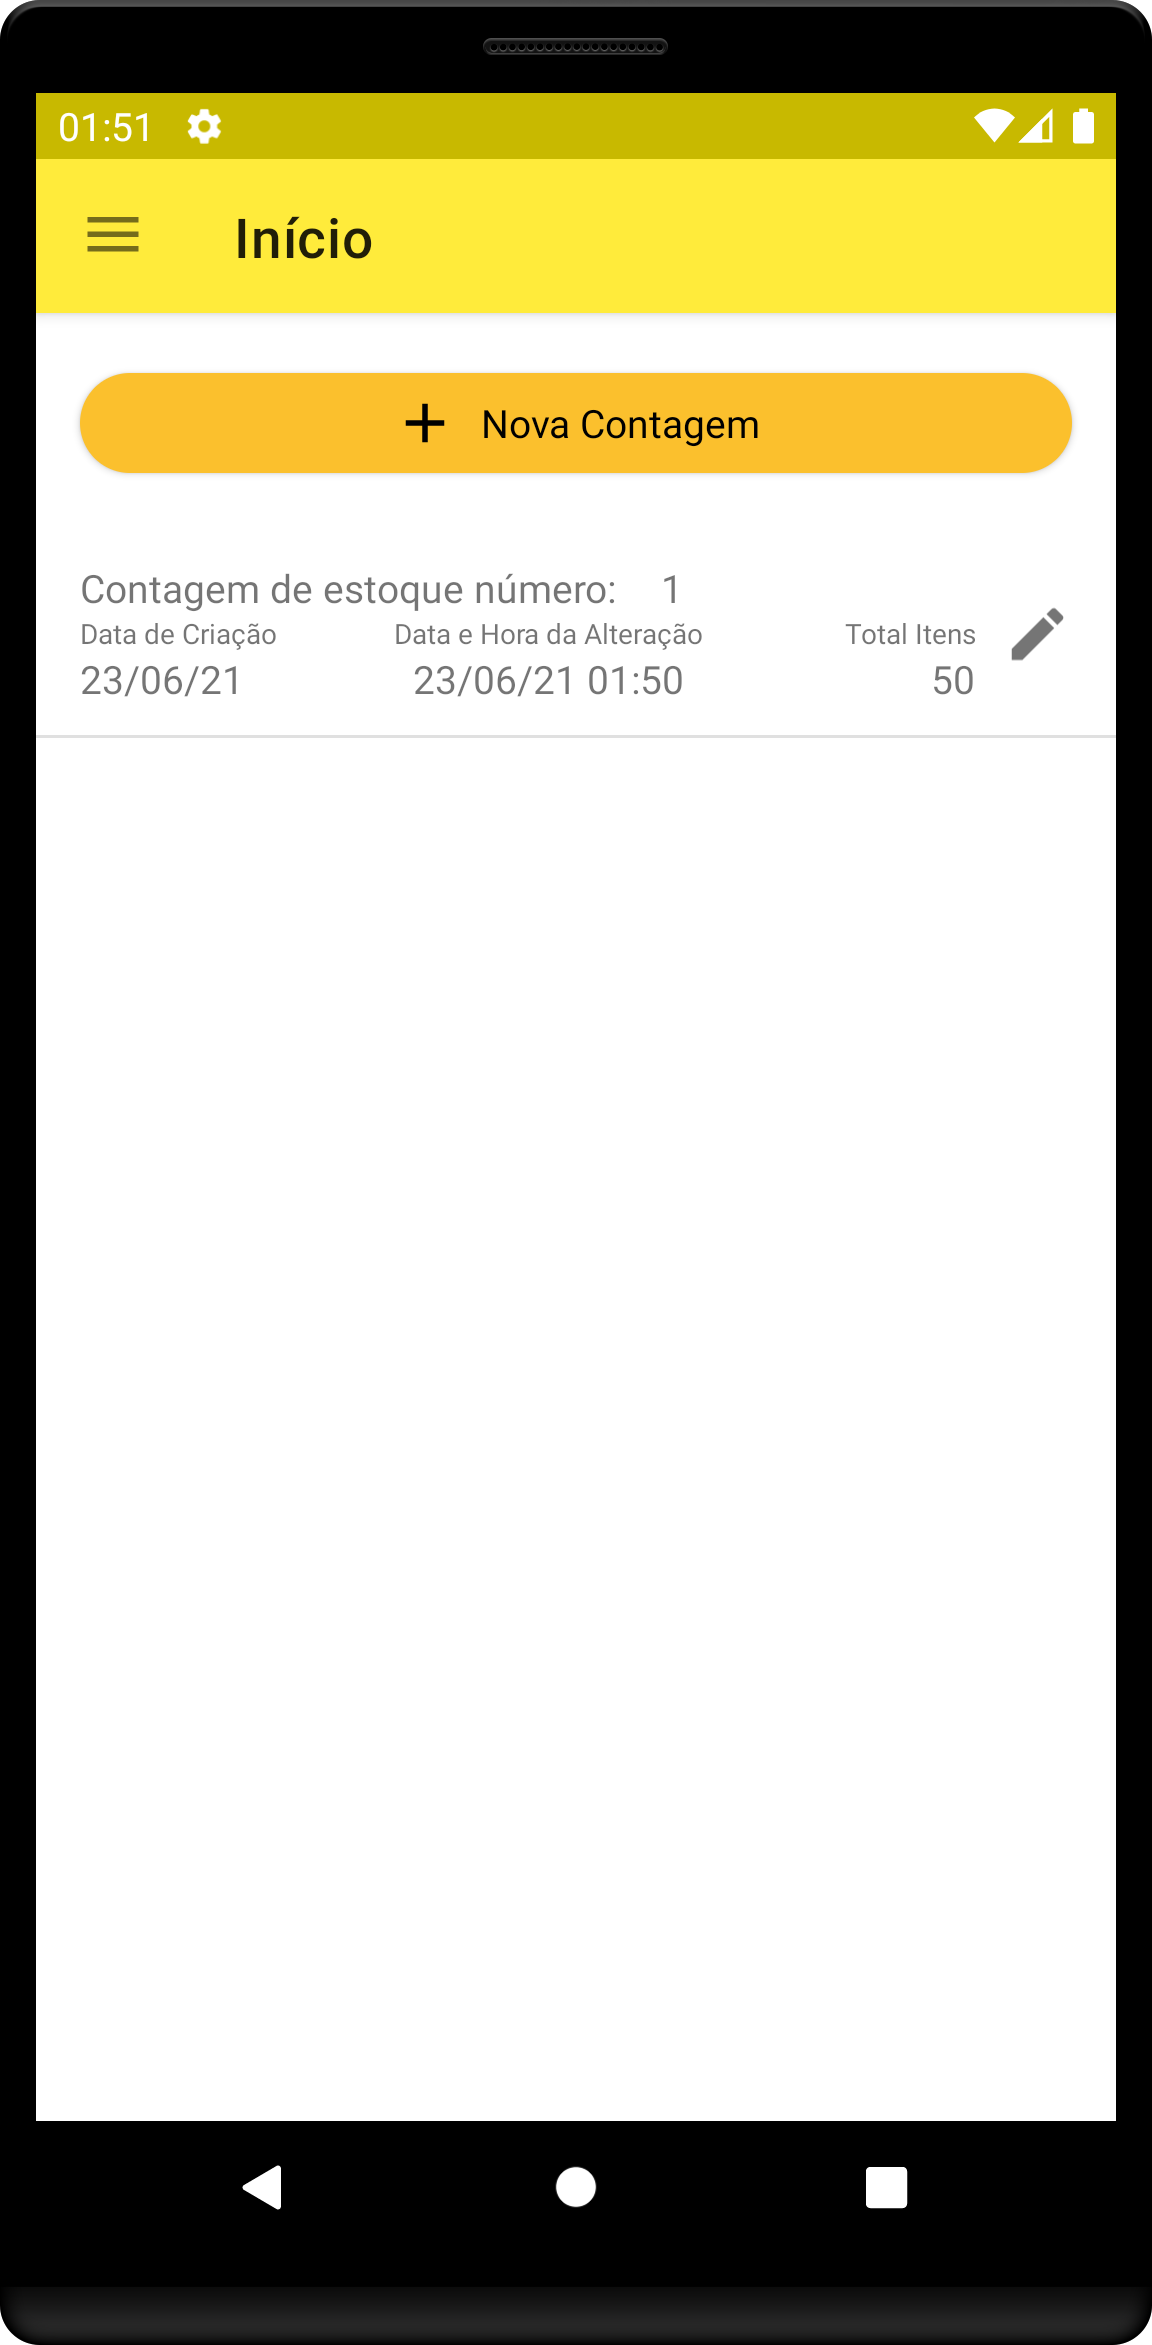 01:51
Início
Nova Contagem
Contagem de estoque número: 1
Data de Criação Data e Hora da Alteração Total Itens
23/06/21 23/06/21 01:50 50